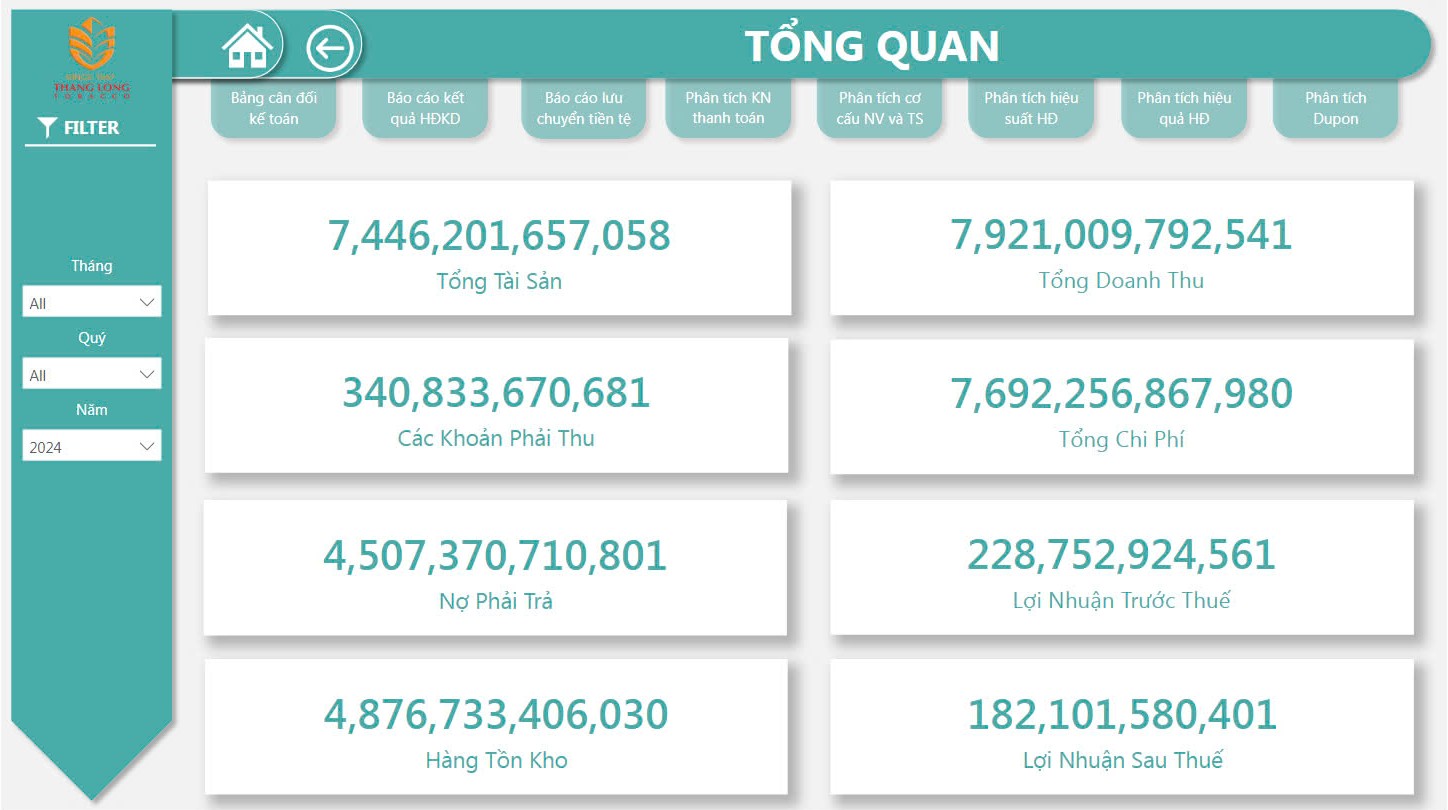 TỔNG QUAN
THANG LONG
TOBACCO
FILTER
Bảng cân đối
kế toán
Báo cáo kết
quả HĐKD
Báo cáo lưu
chuyển tiền tệ
Phân tích KN
thanh toán
Phân tích cơ
cấu NV và TS
Phân tích hiệu
suất HĐ
Phân tích hiệu
quả HĐ
Phân tích
Dupon
Tháng
All
Quý
All
Năm
2024
7,446,201,657,058
Tổng Tài Sản
7,921,009,792,541
Tổng Doanh Thu
340,833,670,681
Các Khoản Phải Thu
7,692,256,867,980
Tổng Chi Phí
4,507,370,710,801
Nợ Phải Trả
228,752,924,561
Lợi Nhuận Trước Thuế
4,876,733,406,030
Hàng Tồn Kho
182,101,580,401
Lợi Nhuận Sau Thuế